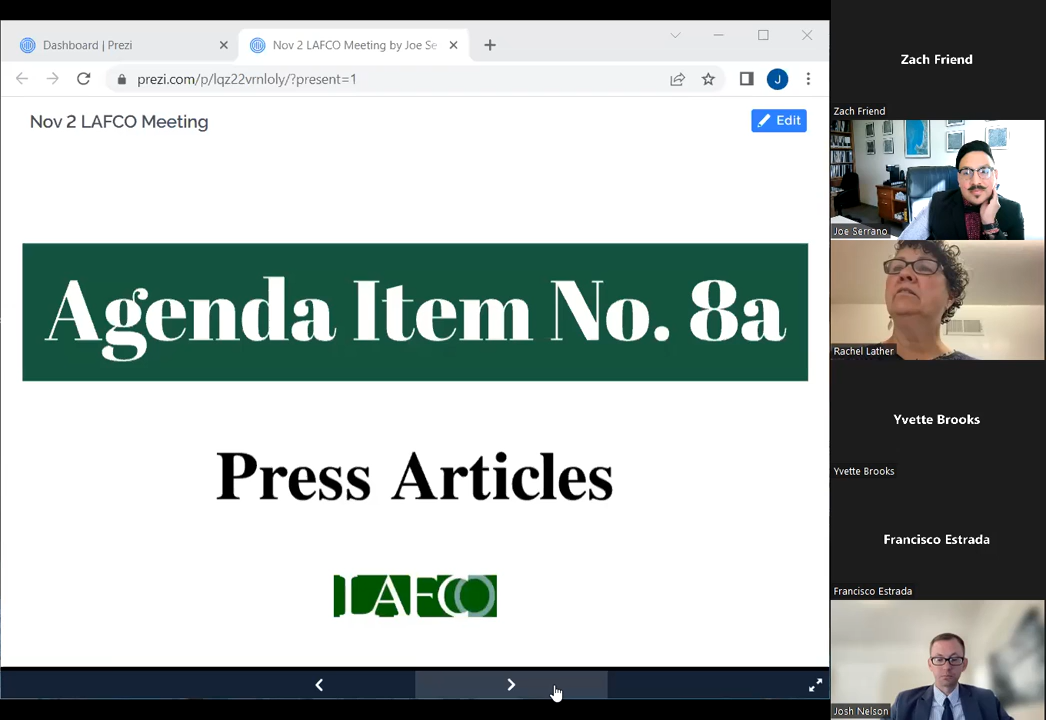 Dashboard | Prezi
Nov 2 LAFCO Meeting by Joe Se
prezi.com/p/lqz22vrnloly/?present=1
J
Nov 2 LAFCO Meeting
Edit
Agenda Item No. 8a
Press Articles
LAFCO
Zach Friend
Zach Friend
Joe Serrano
Rachel Lather
Yvette Brooks
Yvette Brooks
Francisco Estrada
Francisco Estrada
Josh Nelson